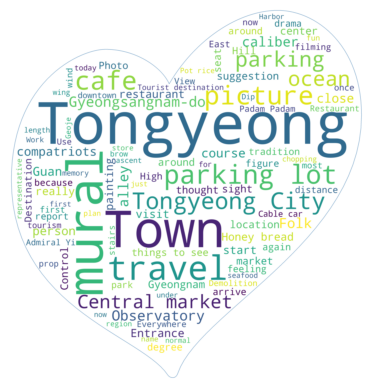 Harbor
fun
drama
now
filming
Pot rice
Photo
around
seat
center
caliber
East
View
Hill
today
Tourist destination
restaurant
parking
wind
cafe
ocean
wing
downtown
suggestion
once
Gyeongsang-do
picture
close
Restaurant
Dip
Padam Padam
Tongyeong
length
Geoje
store
course
tradition
Use
Work
brow
around
High
figure
chopping
compatriots
nascent
for
most
parking lot
representative
memory
Guan
alley
because
just
thought
sight
distance
Destination
mural
painting
Tongyeong City
really
first
Town
Folk
report
plan
visit
location
again
person
Honey bread
Cable car
tourism
first
stairs
things to see
start
Admiral Yi
travel
market
feeling
prop
Control
park
Gyeongnam
arrive
Central market
under
Demolition
seafood
now
Observatory
Everywhere
region
Entrance
name
normal
degree